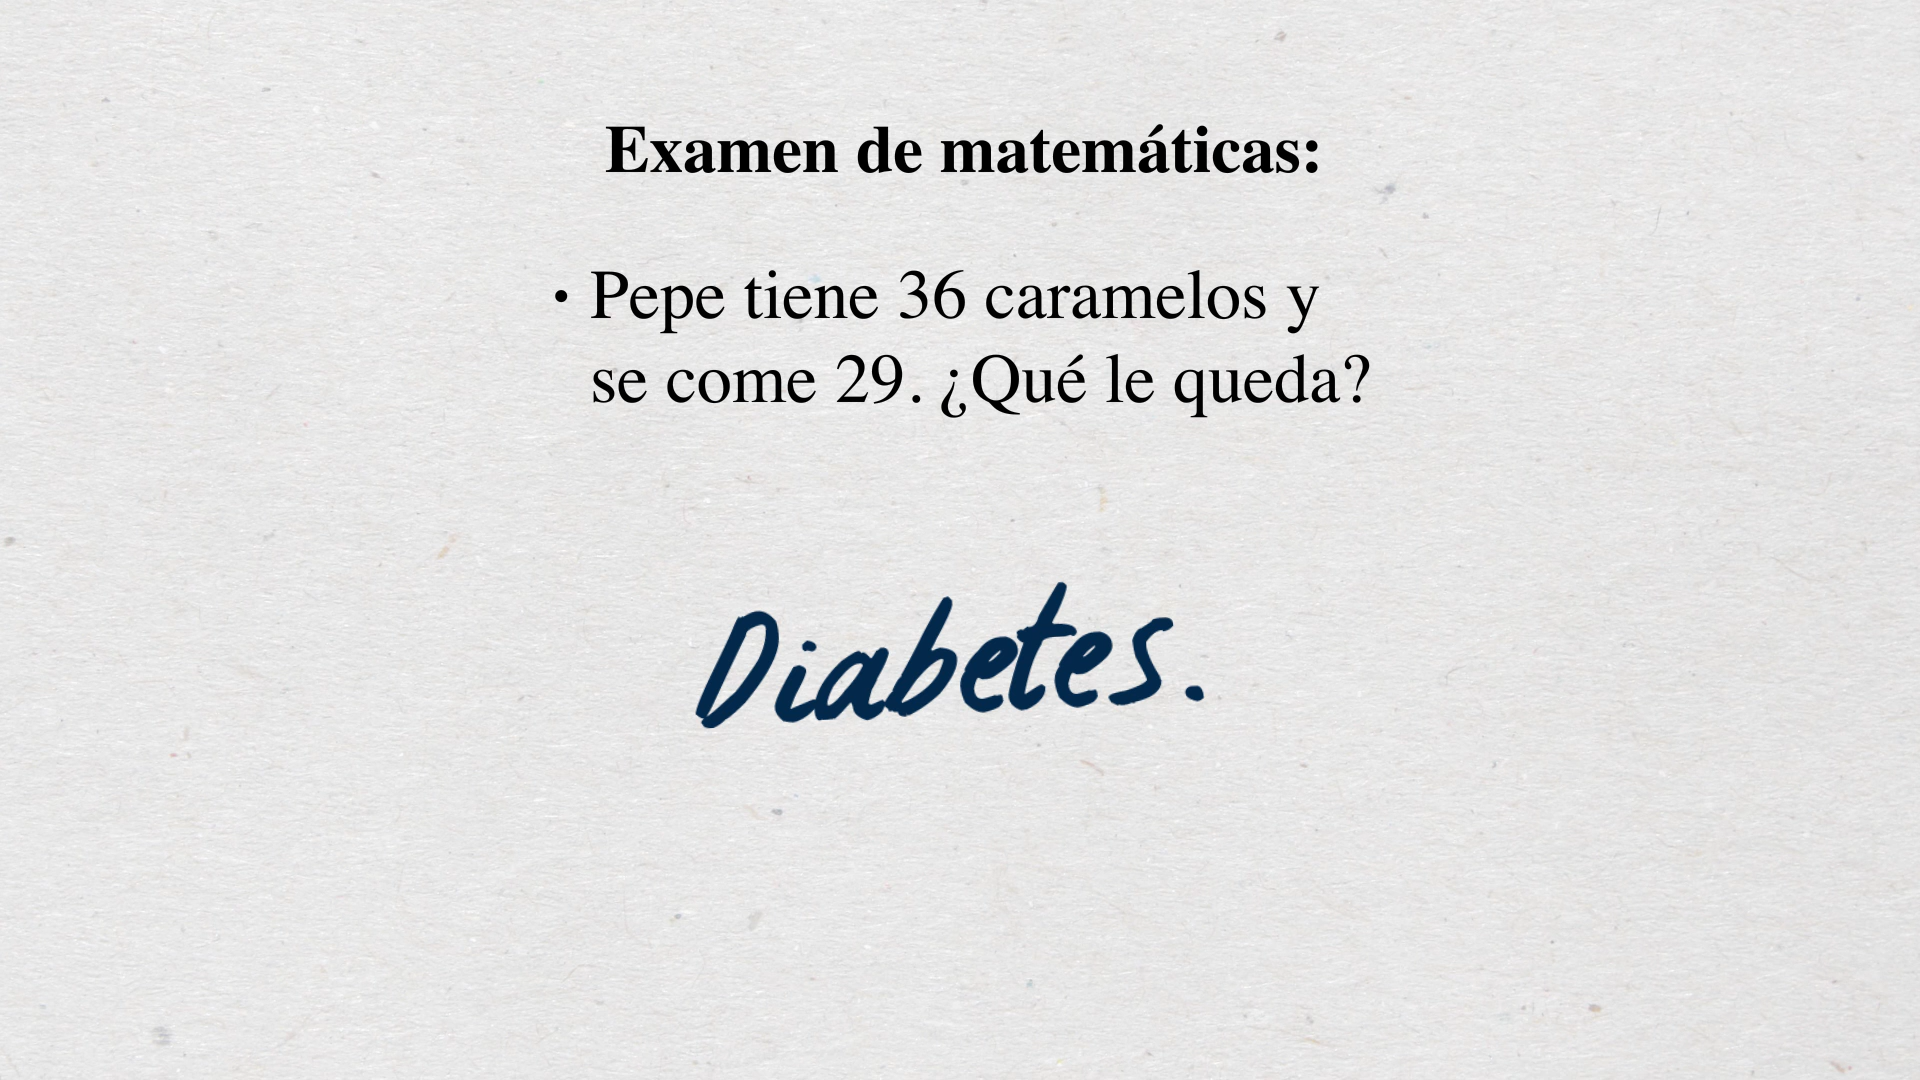 Examen de matemáticas:
• Pepe tiene 36 caramelos y
se come 29. ¿Qué le queda?
Diabetes.